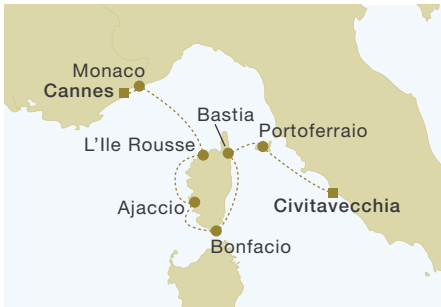 Monaco
Cannes
Bastia
L'Ile Rousse
Portoferraio
Ajaccio
Civitavecchia
Bonfacio